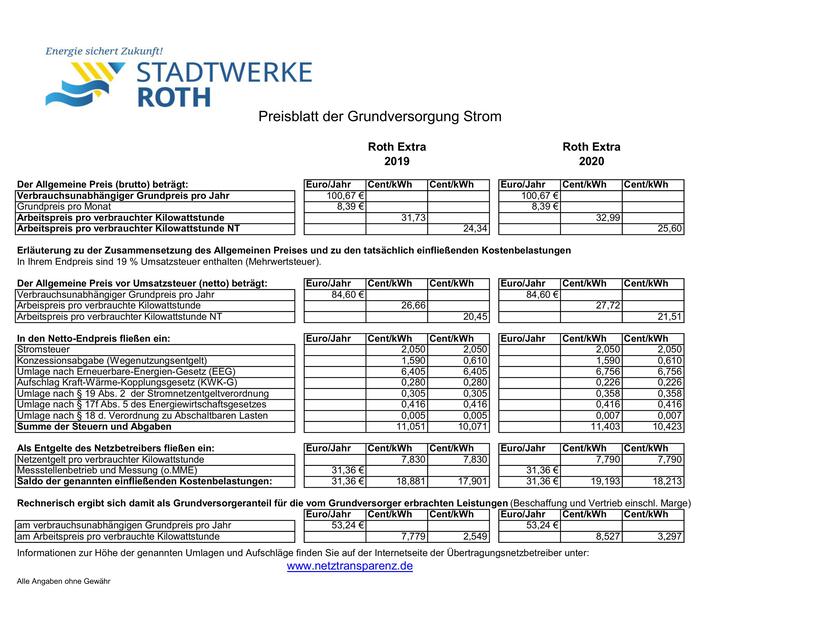 Energie sichert Zukunft!
STADTWERKE
ROTH
Preisblatt der Grundversorgung Strom
Roth Extra Roth Extra
2019 2020
Der Allgemeine Preis (brutto) beträgt: Euro/Jahr Cent/kWh Cent/kWh Euro/Jahr Cent/kWh Cent/kWh
Verbrauchsunabhängiger Grundpreis pro Jahr 100,67 € 100,67 €
Grundpreis pro Monat 8,39 € 8,39 €
Arbeitspreis pro verbrauchter Kilowattstunde 31,73 32,99
Arbeitspreis pro verbrauchter Kilowattstunde NT 24,34 25,60
Erläuterung zu der Zusammensetzung des Allgemeinen Preises und zu den tatsächlich einfließenden Kostenbelastungen
In Ihrem Endpreis sind 19 % Umsatzsteuer enthalten (Mehrwertsteuer).
Der Allgemeine Preis vor Umsatzsteuer (netto) beträgt: Euro/Jahr Cent/kWh Cent/kWh Euro/Jahr Cent/kWh Cent/kWh
Verbrauchsunabhängiger Grundpreis pro Jahr 84,60 € 84,60 €
Arbeispreis pro verbrauchte Kilowattstunde 26,66 27,72
Arbeitspreis pro verbrauchter Kilowattstunde NT 20,45 21,51
In den Netto-Endpreis fließen ein: Euro/Jahr Cent/kWh Cent/kWh Euro/Jahr Cent/kWh Cent/kWh
Stromsteuer 2,050 2,050 2,050 2,050
Konzessionsabgabe (Wegenutzungsentgelt) 1,590 0,610 1,590 0,610
Umlage nach Erneuerbare-Energien-Gesetz (EEG) 6,405 6,405 6,756 6,756
Aufschlag Kraft-Wärme-Kopplungsgesetz (KWK-G) 0,280 0,280 0,226 0,226
Umlage nach § 19 Abs. 2 der Stromnetzentgeltverordnung 0,305 0,305 0,358 0,358
Umlage nach § 17f Abs. 5 des Energiewirtschaftsgesetzes 0,416 0,416 0,416 0,416
Umlage nach § 18 d. Verordnung zu Abschaltbaren Lasten 0,005 0,005 0,007 0,007
Summe der Steuern und Abgaben 11,051 10,071 11,403 10,423
Als Entgelte des Netzbetreibers fließen ein: Euro/Jahr Cent/kWh Cent/kWh Euro/Jahr Cent/kWh Cent/kWh
Netzentgelt pro verbrauchter Kilowattstunde 7,830 7,830 7,790 7,790
Messstellenbetrieb und Messung (o.MME) 31,36 € 31,36 €
Saldo der genannten einfließenden Kostenbelastungen: 31,36 € 18,881 17,901 31,36 € 19,193 18,213
Rechnerisch ergibt sich damit als Grundversorgeranteil für die vom Grundversorger erbrachten Leistungen (Beschaffung und Vertrieb einschl. Marge)
Euro/Jahr Cent/kWh Cent/kWh Euro/Jahr Cent/kWh Cent/kWh
am verbrauchsunabhängigen Grundpreis pro Jahr 53,24 € 53,24 €
am Arbeitspreis pro verbrauchte Kilowattstunde 7,779 2,549 8,527 3,297
Informationen zur Höhe der genannten Umlagen und Aufschläge finden Sie auf der Internetseite der Übertragungsnetzbetreiber unter:
www.netztransparenz.de
Alle Angaben ohne Gewähr